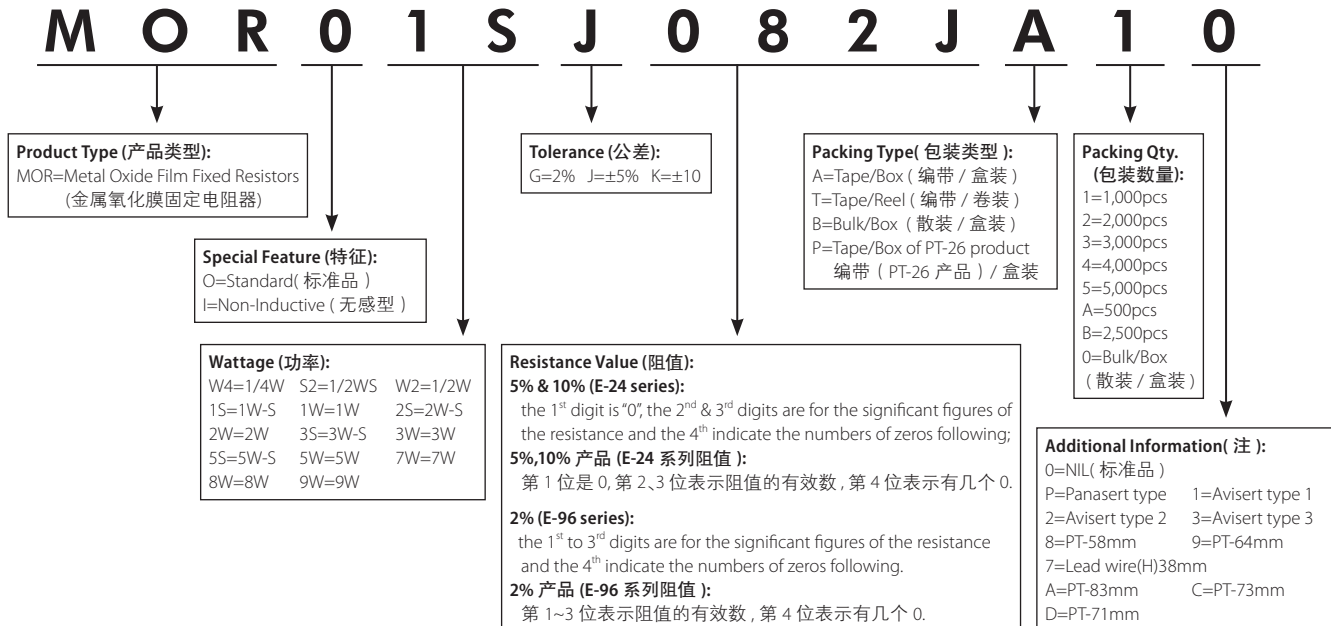 MOR01SJ082JA10
Product Type (产品类型):
MOR=Metal Oxide Film Fixed Resistors
(金属氧化膜固定电阻器)
Special Feature (特征):
O=Standard( 标准品 )
I=Non-Inductive ( 无感型 )
Wattage (功率):
W4=1/4W S2=1/2WS W2=1/2W
1S=1W-S 1W=1W 2S=2W-S
2W=2W 3S=3W-S 3W=3W
5S=5W-S 5W=5W 7W=7W
8W=8W 9W=9W
Tolerance (公差):
G=2% J=±5% K=±10
Resistance Value (阻值):
5% & 10% (E-24 series):
the 1st digit is “0”, the 2nd & 3rd digits are for the significant figures of
the resistance and the 4th indicate the numbers of zeros following;
5%,10% 产品 (E-24 系列阻值 ):
第 1 位是 0, 第 2、3 位表示阻值的有效数 , 第 4 位表示有几个 0.
2% (E-96 series):
the 1st to 3rd digits are for the significant figures of the resistance
and the 4th indicate the numbers of zeros following.
2% 产品 (E-96 系列阻值 ):
第 1~3 位表示阻值的有效数 , 第 4 位表示有几个 0.
Packing Type( 包装类型 ):
A=Tape/Box ( 编带 / 盒装 )
T=Tape/Reel ( 编带 / 卷装 )
B=Bulk/Box ( 散装 / 盒装 )
P=Tape/Box of PT-26 product
编带 ( PT-26 产品 ) / 盒装
Packing Qty.
(包装数量):
1=1,000pcs
2=2,000pcs
3=3,000pcs
4=4,000pcs
5=5,000pcs
A=500pcs
B=2,500pcs
0=Bulk/Box
( 散装 / 盒装 )
Additional Information( 注 ):
0=NIL( 标准品 )
P=Panasert type 1=Avisert type 1
2=Avisert type 2 3=Avisert type 3
8=PT-58mm 9=PT-64mm
7=Lead wire(H)38mm
A=PT-83mm C=PT-73mm
D=PT-71mm